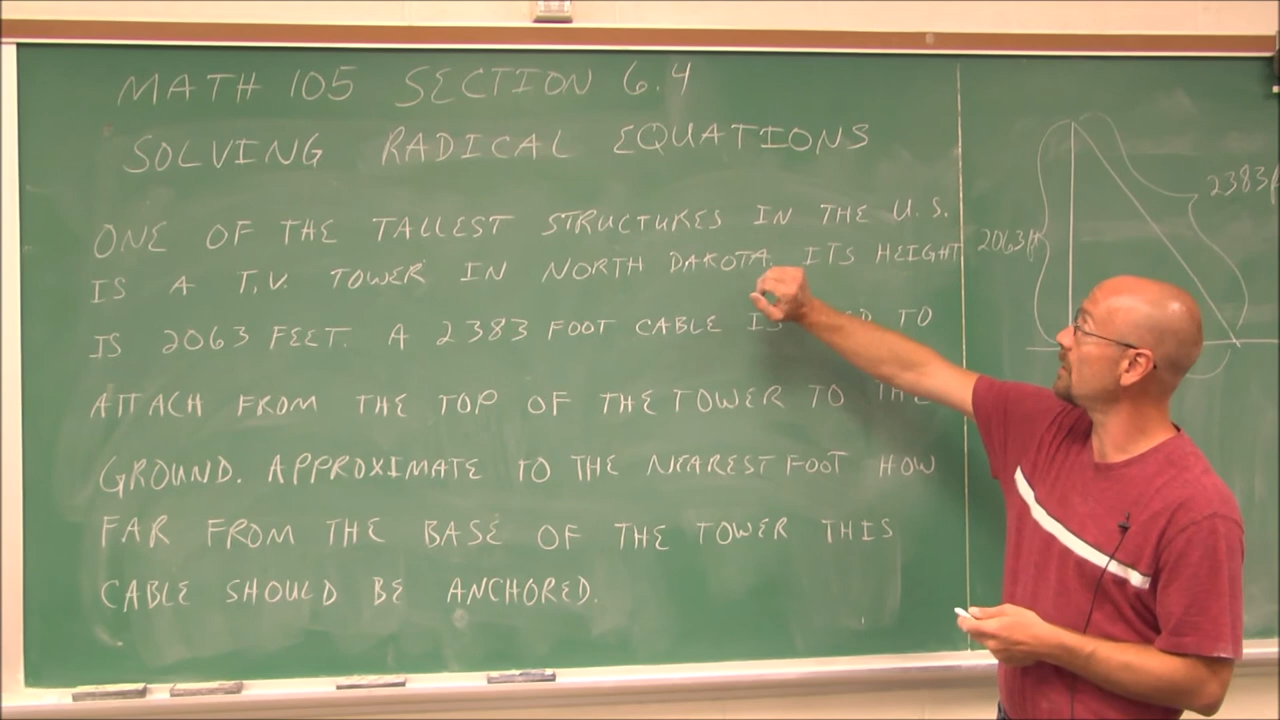 MATH 105 SECTION 6.4
SOLVING RADICAL EQUATIONS
ONE OF THE TALLEST STRUCTURES IN THE U.S.
IS A T.V. TOWER IN NORTH DAKOTA. ITS HEIGHT
IS 2063 FEET. A 2383 FOOT CABLE IS TO
ATTACH FROM THE TOP OF THE TOWER TO THE
GROUND. APPROXIMATE TO THE NEAREST FOOT HOW
FAR FROM THE BASE OF THE TOWER THIS
CABLE SHOULD BE ANCHORED.
2063 ft
2383 f